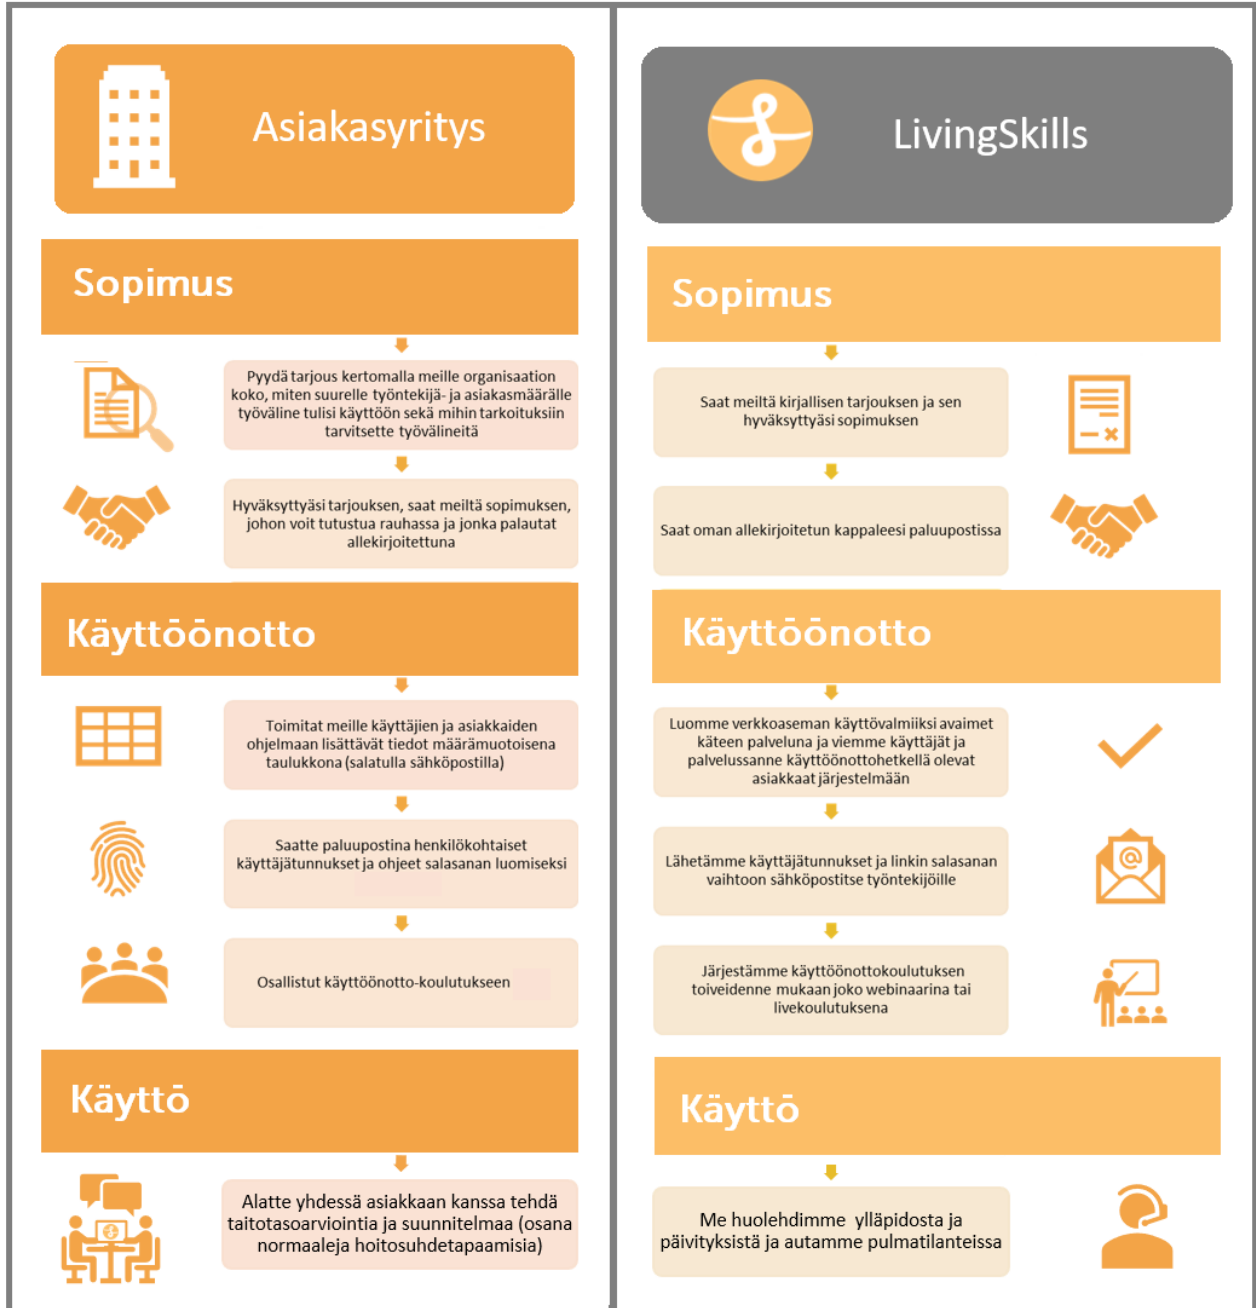 Asiakasyritys
Sopimus
Pyydä tarjous kertomalla meille organisaation
koko, miten suurelle työntekijä- ja asiakasmäärälle
työväline tulisi käyttöön sekä mihin tarkoituksiin
tarvitsette työvälineitä
Hyväksyttyäsi tarjouksen, saat meiltä sopimuksen,
johon voit tutustua rauhassa ja jonka palautat
allekirjoitettuna
Käyttöönotto
Toimitat meille käyttäjien ja asiakkaiden
ohjelmaan lisättävät tiedot määrämuotoisena
taulukkona (salatulla sähköpostilla)
Saatte paluupostina henkilökohtaiset
käyttäjätunnukset ja ohjeet salasanan luomiseksi
Osallistut käyttöönotto-koulutukseen
Käyttö
Alatte yhdessä asiakkaan kanssa tehdä
taitotasoarviointia ja suunnitelmaa (osana
normaaleja hoitosuhdetapaamisia)
LivingSkills
Sopimus
Saat meiltä kirjallisen tarjouksen ja sen
hyväksyttyäsi sopimuksen
Saat oman allekirjoitetun kappaleesi paluupostissa
Käyttöönotto
Luomme verkkoaseman käyttövalmiiksi avaimet
käteen palveluna ja viemme käyttäjät ja
palvelussanne käyttöönottohetkellä olevat
asiakkaat järjestelmään
Lähetämme käyttäjätunnukset ja linkin salasanan
vaihtoon sähköpostitse työntekijöille
Järjestämme käyttöönottokoulutuksen
toiveidenne mukaan joko webinaarina tai
livekoulutuksena
Käyttö
Me huolehdimme ylläpidosta ja
päivityksistä ja autamme pulmatilanteissa